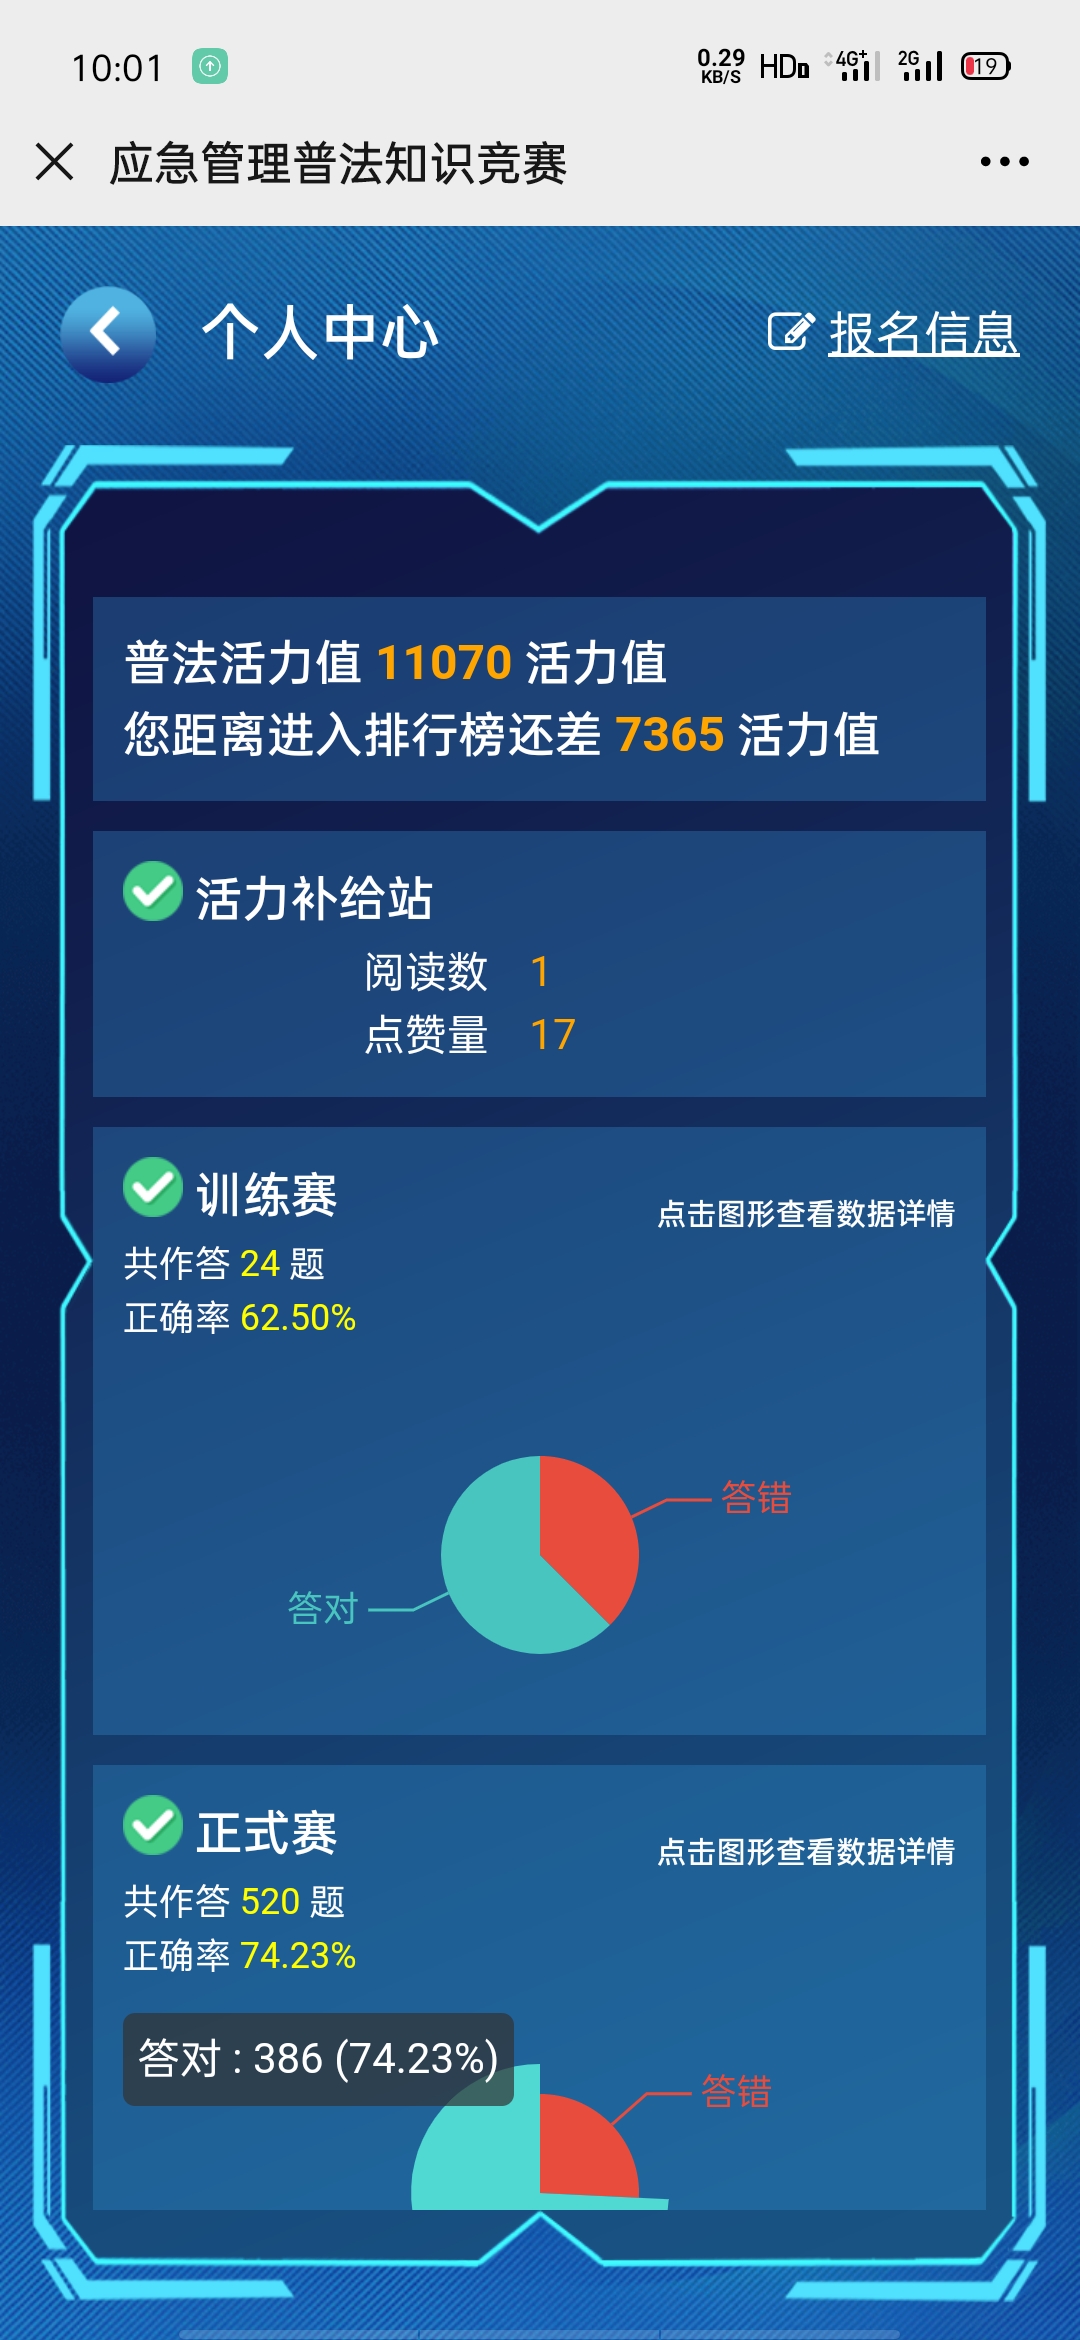 10:01
0.29 KB/S HD 4G+ 2G 19
应急管理普法知识竞赛
个人中心
报名信息
普法活力值 11070 活力值
您距离进入排行榜还差 7365 活力值
活力补给站
阅读数 1
点赞量 17
训练赛
点击图形查看数据详情
共作答 24 题
正确率 62.50%
答错
答对
正式赛
点击图形查看数据详情
共作答 520 题
正确率 74.23%
答对 : 386 (74.23%)
答错